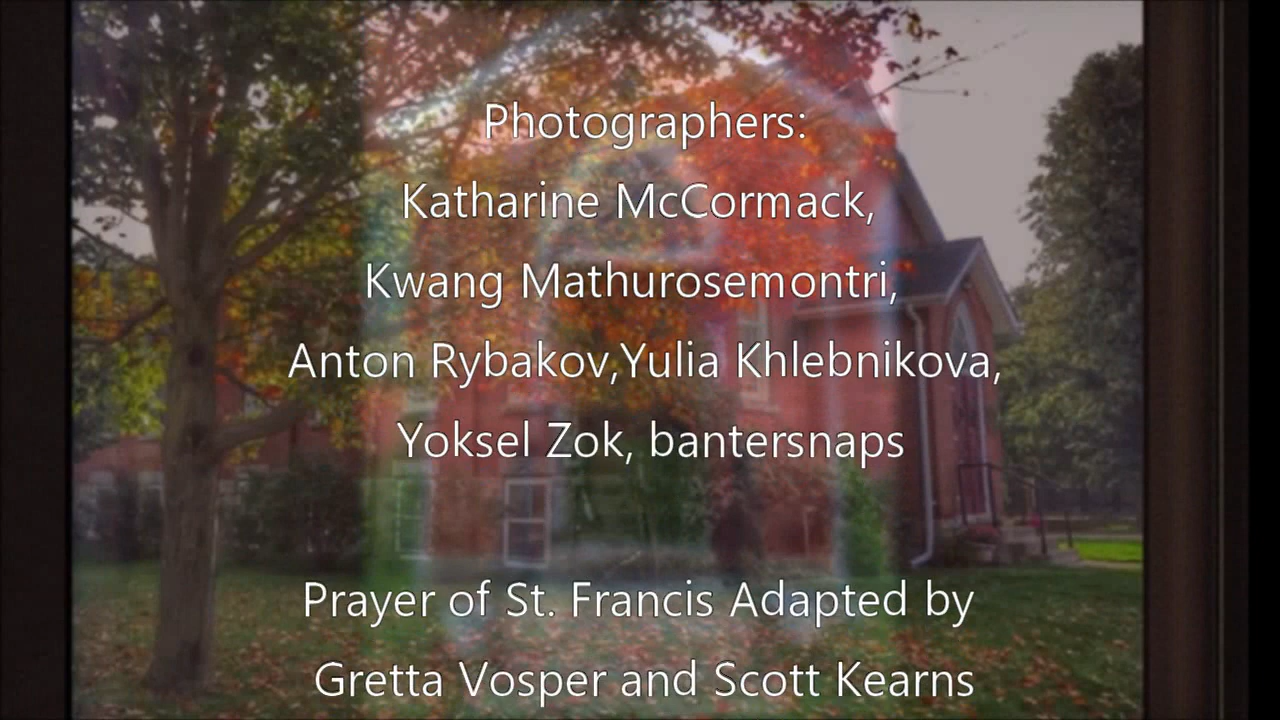 Photographers:
Katharine McCormack,
Kwang Mathurosemontri,
Anton Rybakov,Yulia Khlebnikova,
Yoksel Zok, bantersnaps
Prayer of St. Francis Adapted by
Gretta Vosper and Scott Kearns